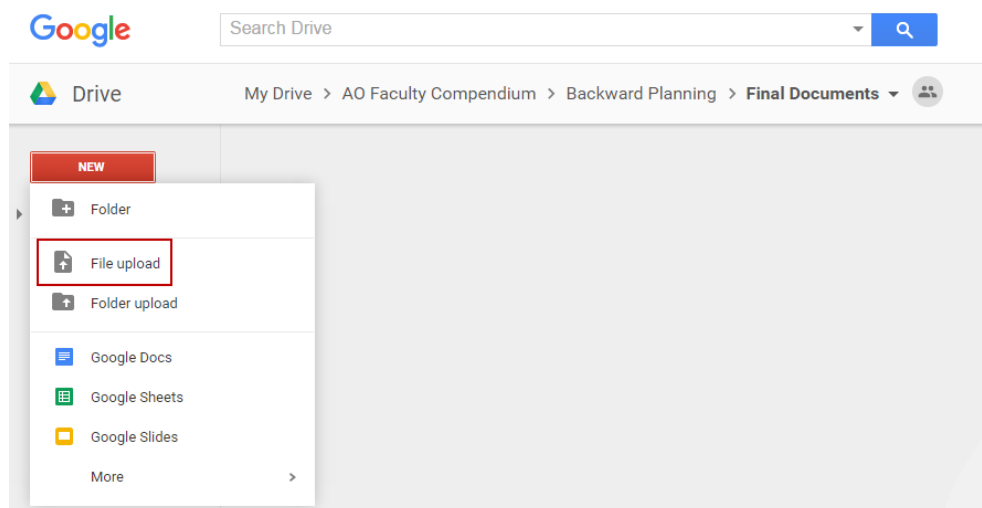 Google
Search Drive
Drive
My Drive > AO Faculty Compendium > Backward Planning > Final Documents
NEW
Folder
File upload
Folder upload
Google Docs
Google Sheets
Google Slides
More >